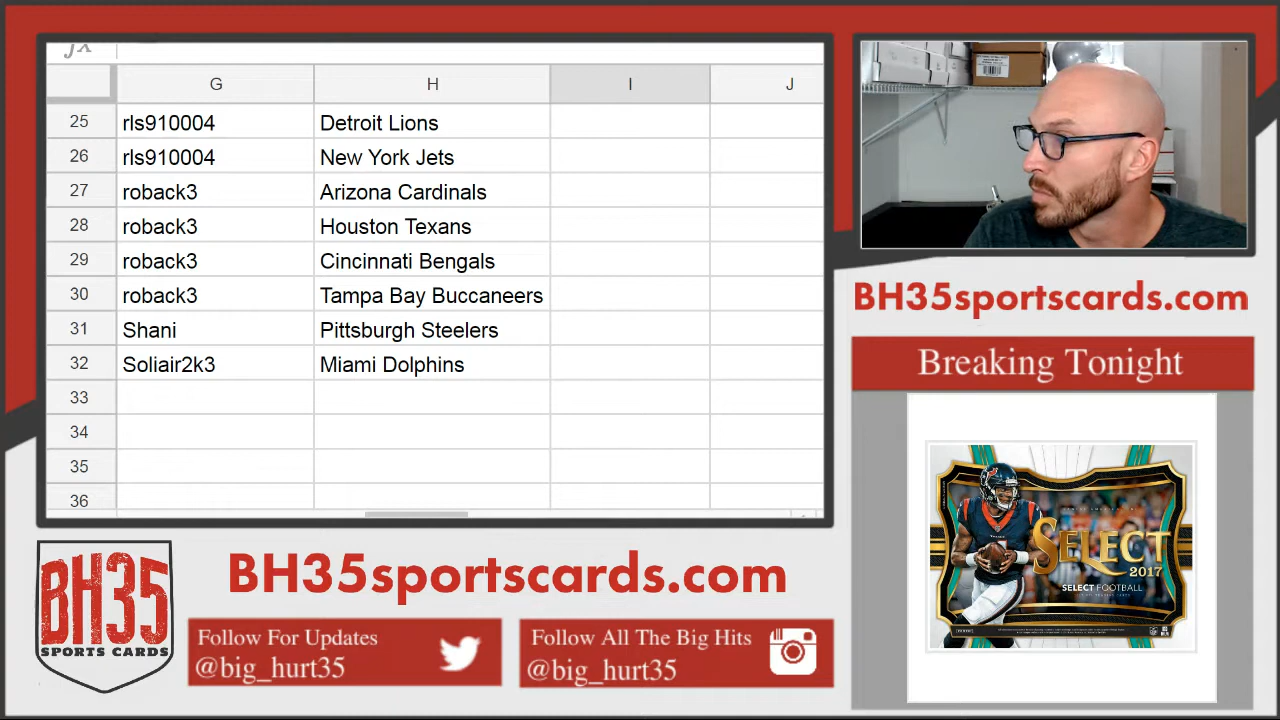 fx
G H I J
25 rls910004 Detroit Lions
26 rls910004 New York Jets
27 roback3 Arizona Cardinals
28 roback3 Houston Texans
29 roback3 Cincinnati Bengals
30 roback3 Tampa Bay Buccaneers
31 Shani Pittsburgh Steelers
32 Soliair2k3 Miami Dolphins
33
34
35
36
BH35sportscards.com
Breaking Tonight
SELECT
2017
SELECT FOOTBALL
BH35
SPORTS CARDS
BH35sportscards.com
Follow For Updates
@big_hurt35
Follow All The Big Hits
@big_hurt35